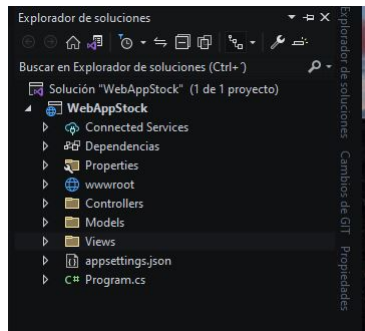 Explorador de soluciones
Buscar en Explorador de soluciones (Ctrl+´)
Solución "WebAppStock" (1 de 1 proyecto)
WebAppStock
Connected Services
Dependencias
Properties
wwwroot
Controllers
Models
Views
appsettings.json
C# Program.cs
Explorador de soluciones
Cambios de GIT
Propiedades